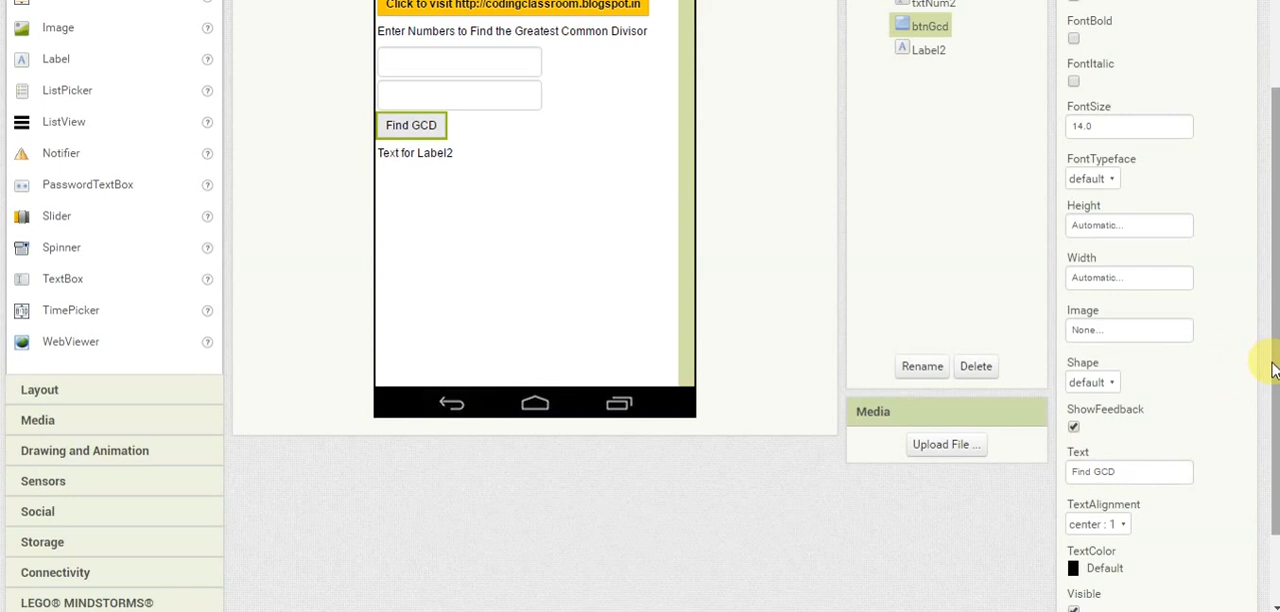 Image
Label
ListPicker
ListView
Notifier
PasswordTextBox
Slider
Spinner
TextBox
TimePicker
WebViewer
Layout
Media
Drawing and Animation
Sensors
Social
Storage
Connectivity
LEGO® MINDSTORMS®
Click to visit http://codingclassroom.blogspot.in
Enter Numbers to Find the Greatest Common Divisor
Find GCD
Text for Label2
txtNum2
btnGcd
Label2
Rename Delete
Media
Upload File ...
FontBold
FontItalic
FontSize
14.0
FontTypeface
default
Height
Automatic...
Width
Automatic...
Image
None...
Shape
default
ShowFeedback
Text
Find GCD
TextAlignment
center : 1
TextColor
Default
Visible